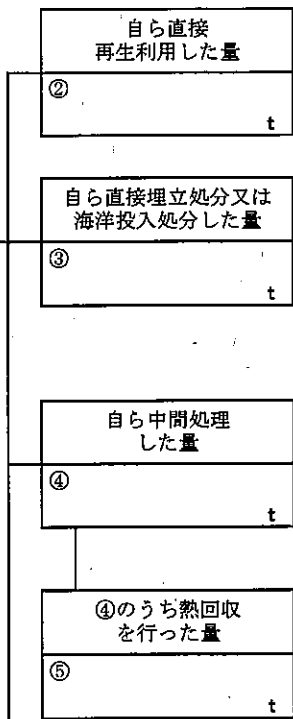 自ら直接
再生利用した量
②
t
自ら直接埋立処分又は
海洋投入処分した量
③
t
自ら中間処理
した量
④
t
④のうち熱回収
を行った量
⑤
t